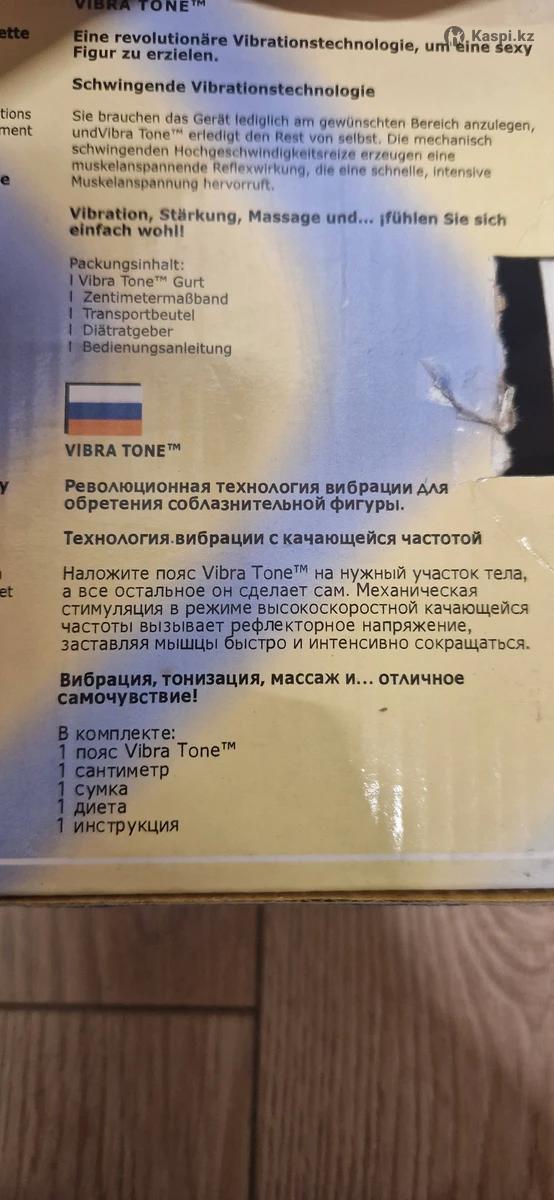 VIBRA TONE™
Kaspi.kz
ette
Eine revolutionäre Vibrationstechnologie, um eine sexy
Figur zu erzielen.
Schwingende Vibrationstechnologie
tions
ment
Sie brauchen das Gerät lediglich am gewünschten Bereich anzulegen,
undVibra Tone™ erledigt den Rest von selbst. Die mechanisch
schwingenden Hochgeschwindigkeitsreize erzeugen eine
muskelanspannende Reflexwirkung, die eine schnelle, intensive
Muskelanspannung hervorruft.
e
Vibration, Stärkung, Massage und... ¡fühlen Sie sich
einfach wohl!
Packungsinhalt:
I Vibra Tone™ Gurt
I Zentimetermaßband
I Transportbeutel
I Diätratgeber
I Bedienungsanleitung
VIBRA TONE™
y
Революционная технология вибрации для
обретения соблазнительной фигуры.
Технология вибрации с качающейся частотой
et
Наложите пояс Vibra Tone™ на нужный участок тела,
а все остальное он сделает сам. Механическая
стимуляция в режиме высокоскоростной качающейся
частоты вызывает рефлекторное напряжение,
заставляя мышцы быстро и интенсивно сокращаться.
Вибрация, тонизация, массаж и... отличное
самочувствие!
В комплекте:
1 пояс Vibra Tone™
1 сантиметр
1 сумка
1 диета
1 инструкция